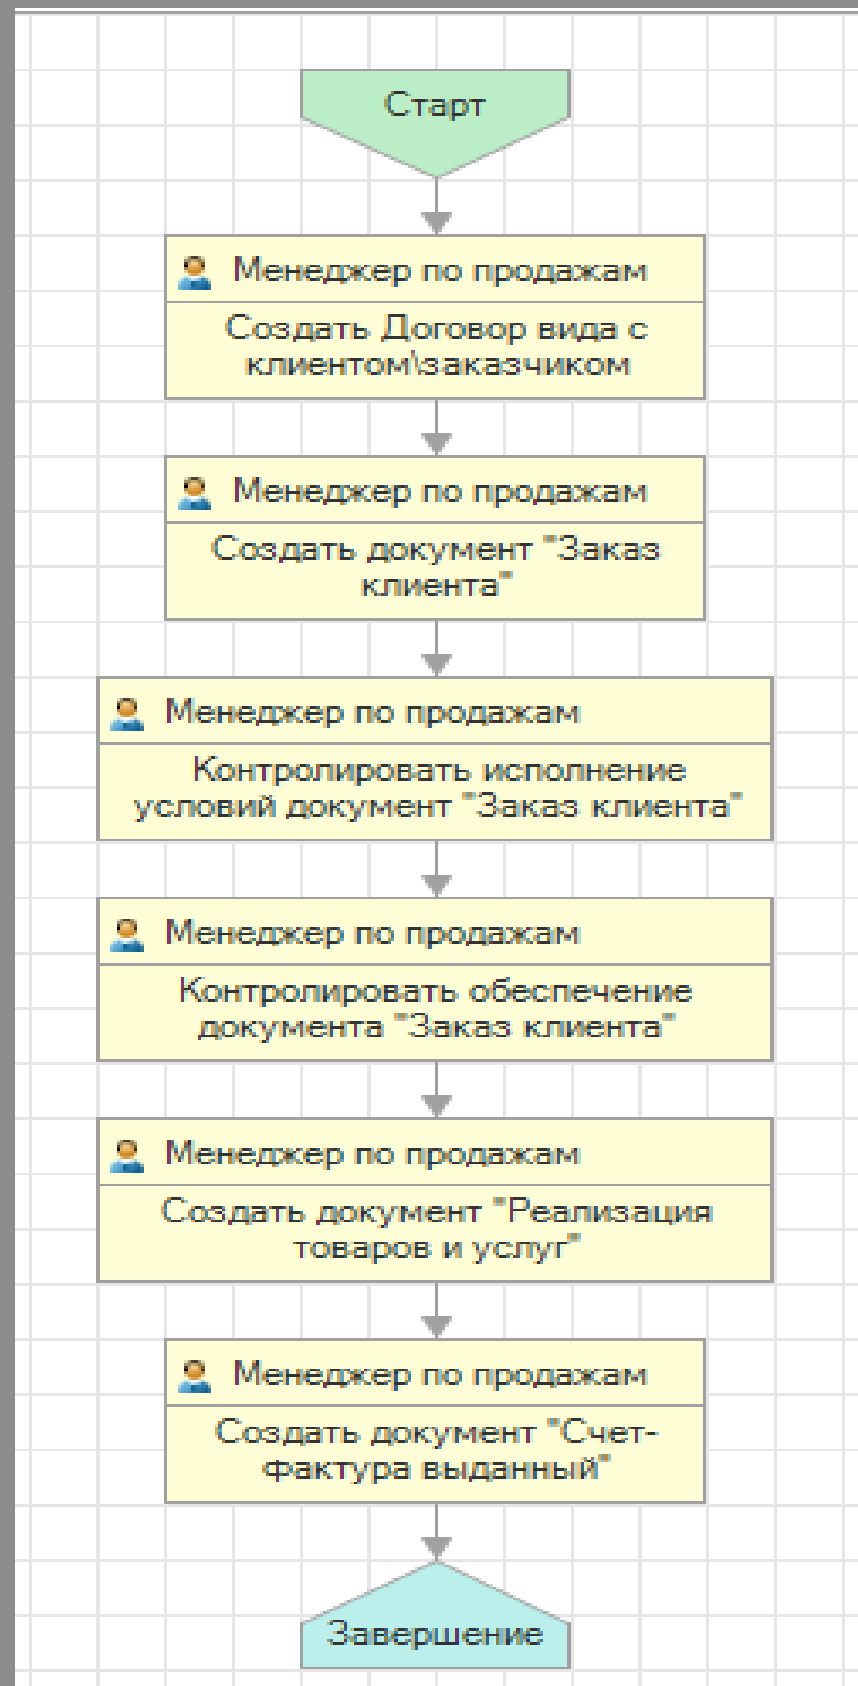 Старт
Менеджер по продажам
Создать Договор вида с
клиентом\заказчиком
Менеджер по продажам
Создать документ "Заказ
клиента"
Менеджер по продажам
Контролировать исполнение
условий документ "Заказ клиента"
Менеджер по продажам
Контролировать обеспечение
документа "Заказ клиента"
Менеджер по продажам
Создать документ "Реализация
товаров и услуг"
Менеджер по продажам
Создать документ "Счет-
фактура выданный"
Завершение